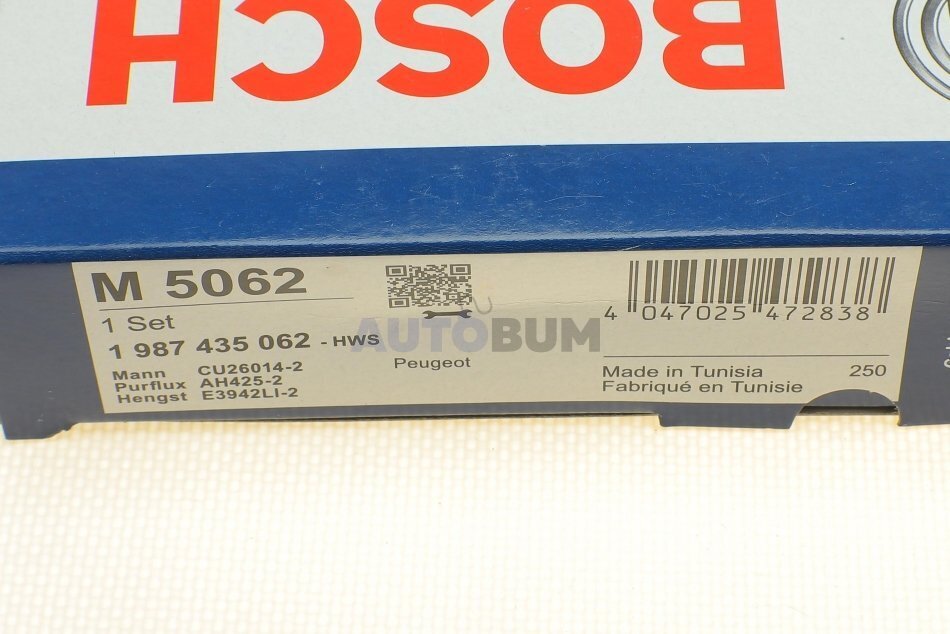 BOSCH
M 5062
1 Set
1 987 435 062 - HWS
Mann CU26014-2
Purflux AH425-2
Hengst E3942LI-2
Peugeot
AUTOBUM
4 047025 472838
Made in Tunisia 250
Fabriqué en Tunisie